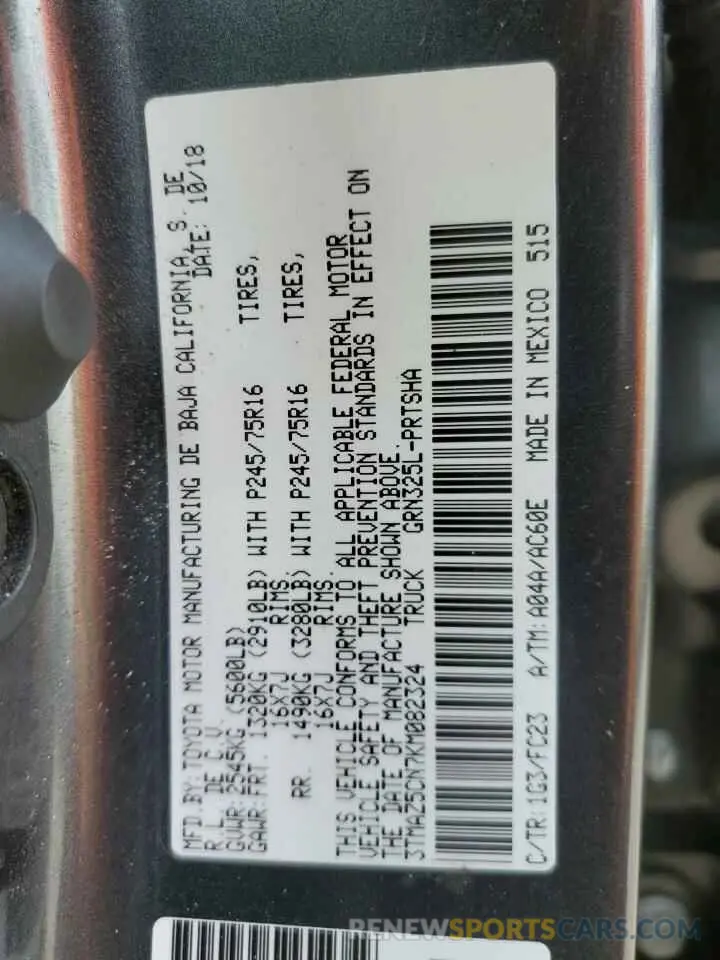 MFD BY: TOYOTA MOTOR MANUFACTURING DE BAJA CALIFORNIA, S. DE
R. L. DE C. V. DATE: 10/18
GVWR: 2545KG (5600LB)
GAWR: FRT. 1320KG (2910LB) WITH P245/75R16 TIRES,
16X7J RIMS,
RR. 1490KG (3280LB) WITH P245/75R16 TIRES,
16X7J RIMS.
THIS VEHICLE CONFORMS TO ALL APPLICABLE FEDERAL MOTOR
VEHICLE SAFETY AND THEFT PREVENTION STANDARDS IN EFFECT ON
THE DATE OF MANUFACTURE SHOWN ABOVE.
3TMAZ5CN7KM082324 TRUCK GRN325L-PRTSHA
C/TR:1G3/FC23 A/TM:A04A/AC60E MADE IN MEXICO 515
RENEWSPORTSCARS.COM